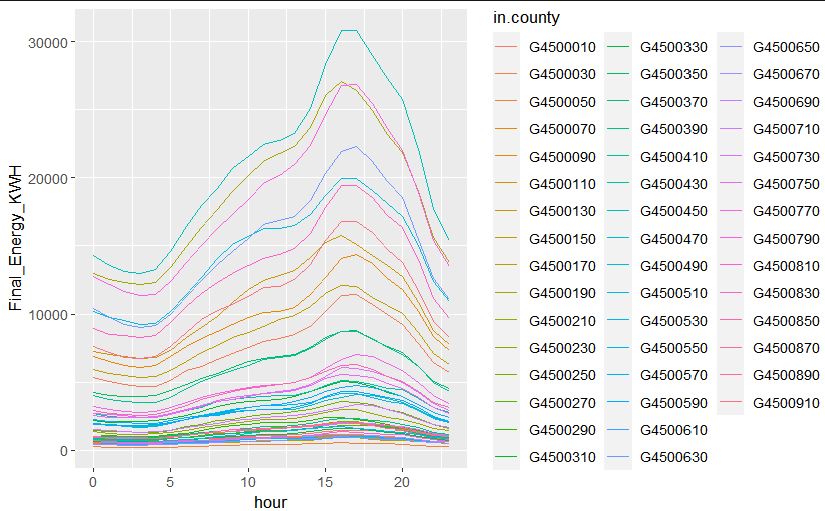 in.county
30000
20000
10000
0
Final_Energy_KWH
0 5 10 15 20
hour
G4500010 G4500330 G4500650
G4500030 G4500350 G4500670
G4500050 G4500370 G4500690
G4500070 G4500390 G4500710
G4500090 G4500410 G4500730
G4500110 G4500430 G4500750
G4500130 G4500450 G4500770
G4500150 G4500470 G4500790
G4500170 G4500490 G4500810
G4500190 G4500510 G4500830
G4500210 G4500530 G4500850
G4500230 G4500550 G4500870
G4500250 G4500570 G4500890
G4500270 G4500590 G4500910
G4500290 G4500610
G4500310 G4500630